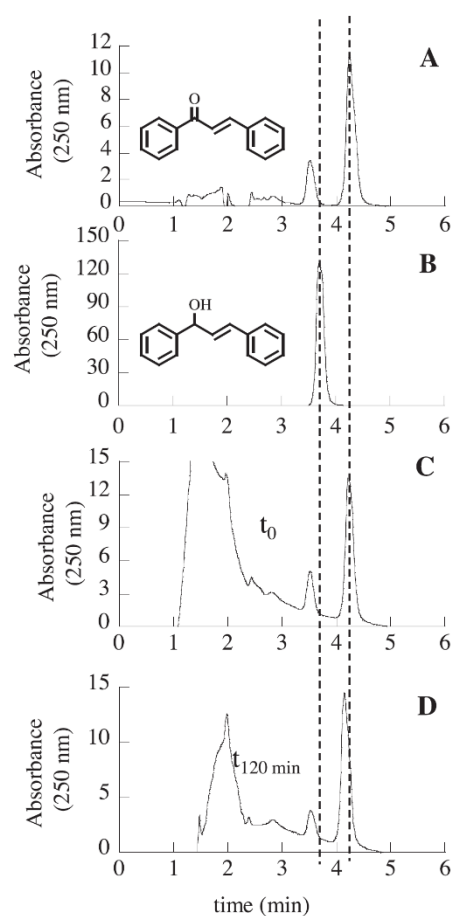 A
Absorbance
(250 nm)
12
10
8
6
4
2
0
O
0 1 2 3 4 5 6
B
Absorbance
(250 nm)
150
120
90
60
30
0
OH
0 1 2 3 4 5 6
C
Absorbance
(250 nm)
15
12
9
6
3
0
t0
0 1 2 3 4 5 6
D
Absorbance
(250 nm)
15
10
5
0
t120 min
0 1 2 3 4 5 6
time (min)